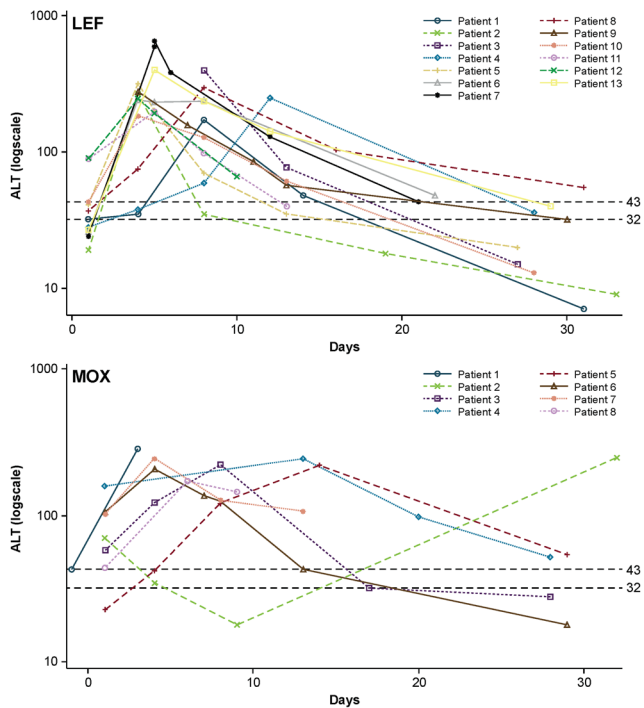 LEF
Patient 1
Patient 2
Patient 3
Patient 4
Patient 5
Patient 6
Patient 7
Patient 8
Patient 9
Patient 10
Patient 11
Patient 12
Patient 13
ALT (logscale)
1000
100
10
43
32
0
10
20
30
Days
MOX
Patient 1
Patient 2
Patient 3
Patient 4
Patient 5
Patient 6
Patient 7
Patient 8
ALT (logscale)
1000
100
10
43
32
0
10
20
30
Days